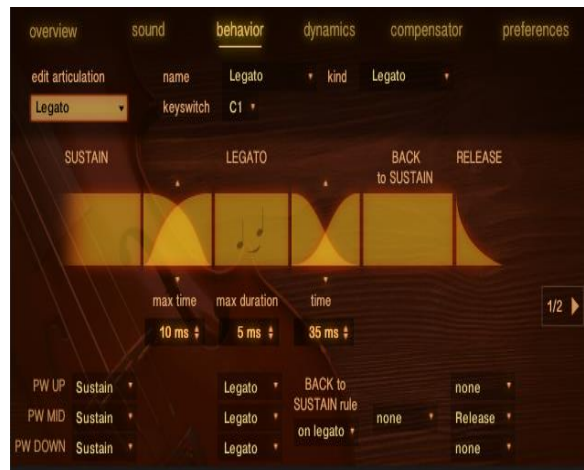 overview sound behavior dynamics compensator preferences
edit articulation name Legato kind Legato
Legato keyswitch C1
SUSTAIN LEGATO BACK RELEASE
to SUSTAIN
1/2
max time max duration time
10 ms 5 ms 35 ms
PW UP Sustain Legato BACK to none
SUSTAIN rule
PW MID Sustain Legato none Release
on legato
PW DOWN Sustain Legato none